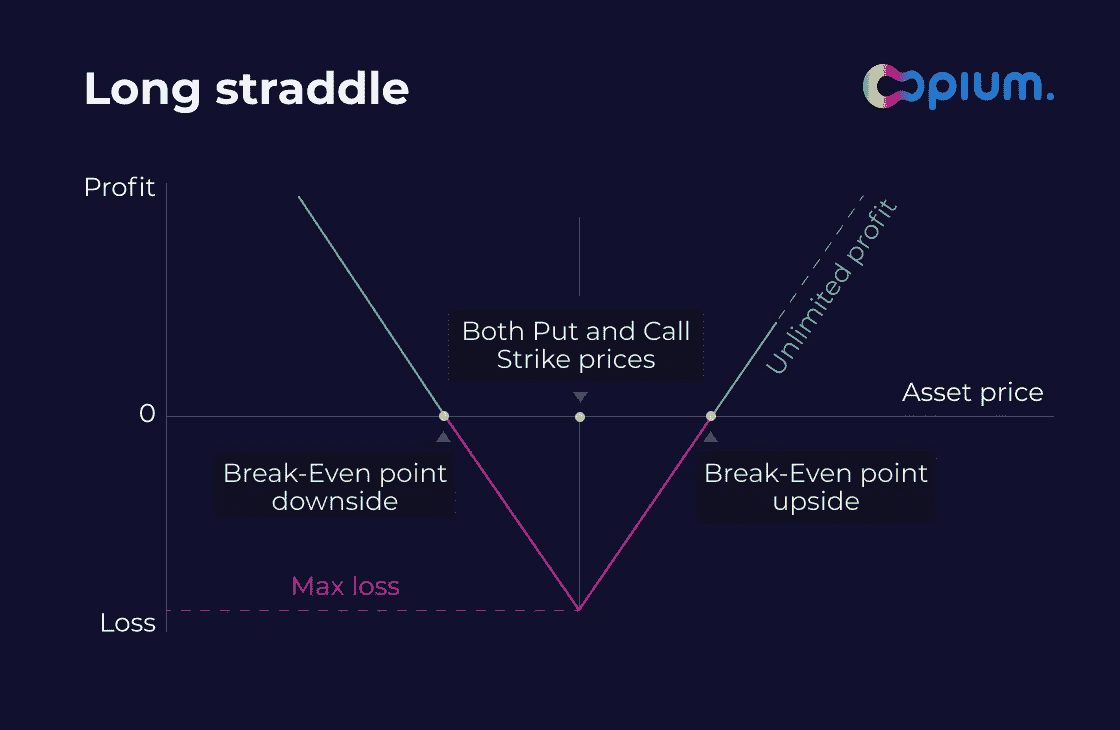 Long straddle
opium.
Profit
Unlimited profit
Both Put and Call
Strike prices
Asset price
0
Break-Even point
downside
Break-Even point
upside
Max loss
Loss